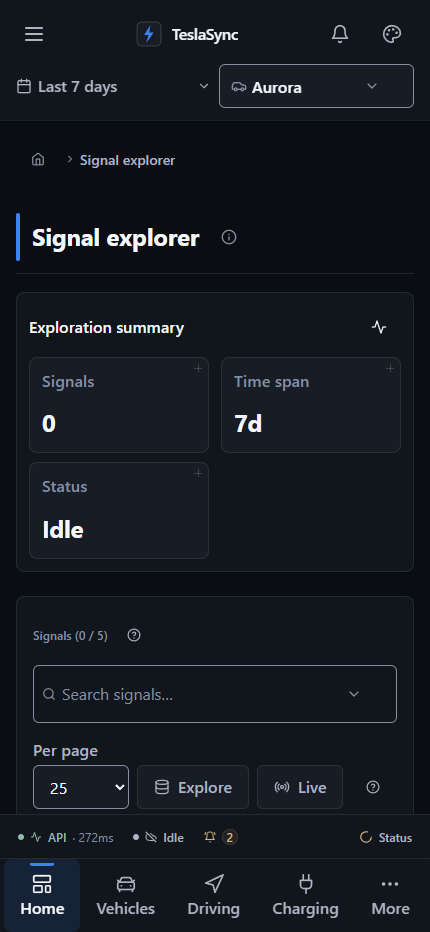 TeslaSync
Last 7 days
Aurora
Signal explorer
Signal explorer
Exploration summary
Signals
Time span
0
7d
Status
Idle
Signals (0 / 5)
Search signals...
Per page
25
Explore
Live
API · 272ms
Idle
2
Status
Home
Vehicles
Driving
Charging
More